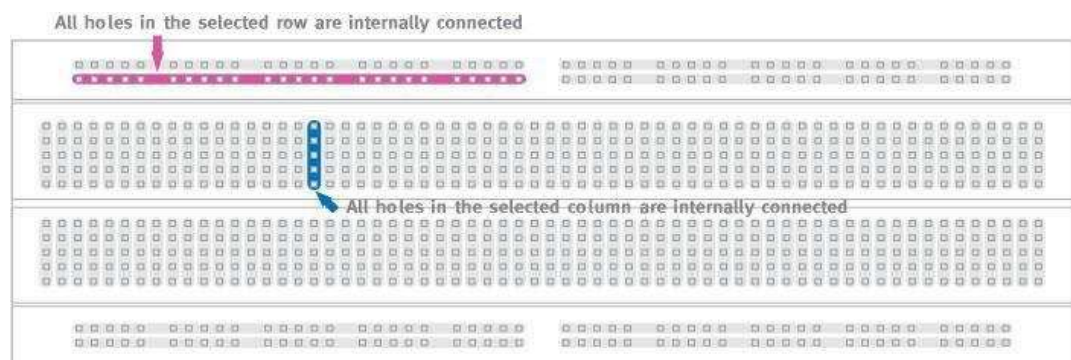 All holes in the selected row are internally connected
All holes in the selected column are internally connected